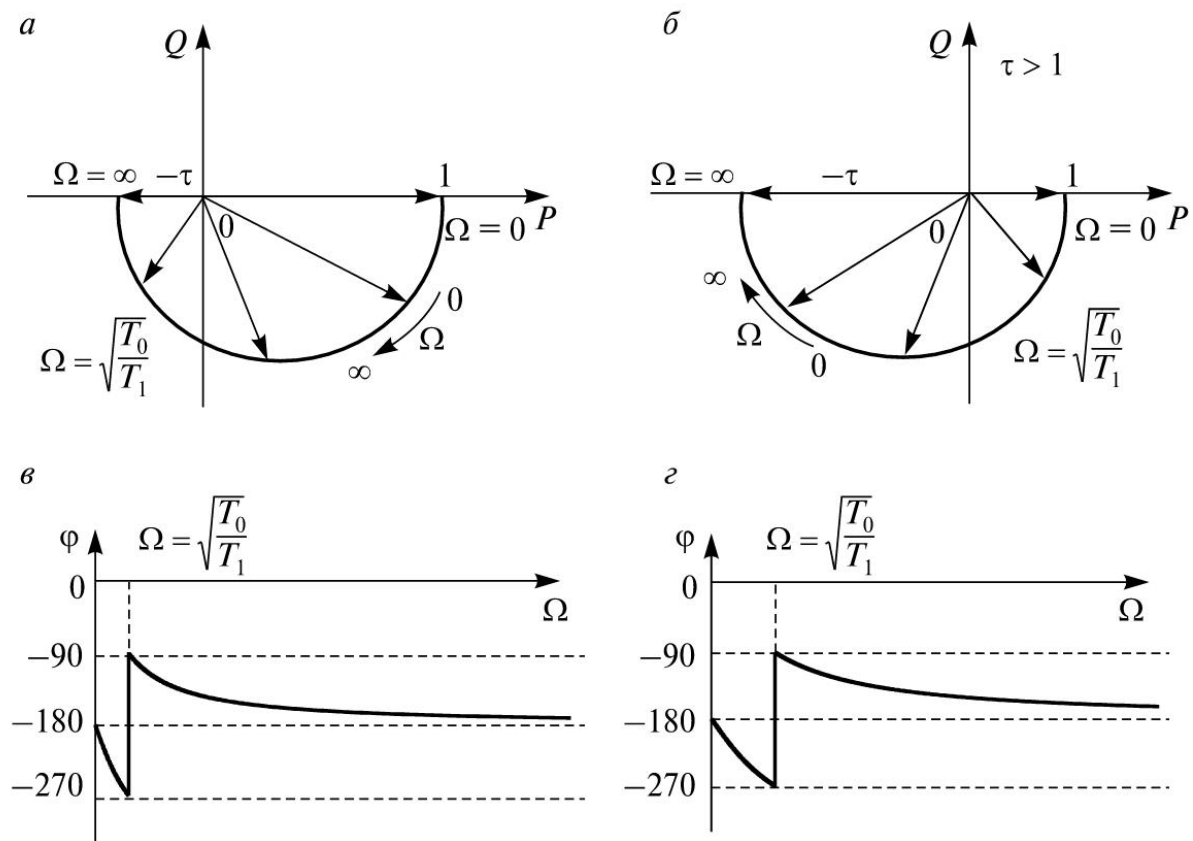 а
Q
Ω = ∞
−τ
1
0
Ω = 0
P
0
Ω
∞
Ω = √(T₀/T₁)
б
Q
τ > 1
Ω = ∞
−τ
1
0
Ω = 0
P
∞
Ω
0
Ω = √(T₀/T₁)
в
φ
Ω = √(T₀/T₁)
0
Ω
−90
−180
−270
г
φ
Ω = √(T₀/T₁)
0
Ω
−90
−180
−270